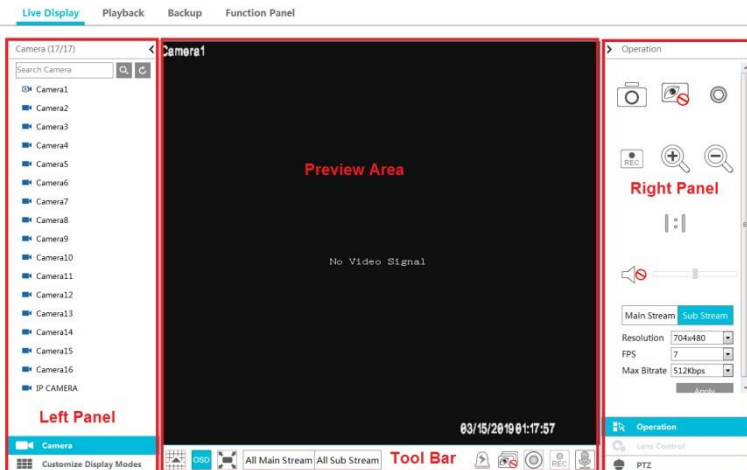 Live Display Playback Backup Function Panel
Camera (17/17)
Search Camera
Camera1
Camera2
Camera3
Camera4
Camera5
Camera6
Camera7
Camera8
Camera9
Camera10
Camera11
Camera12
Camera13
Camera14
Camera15
Camera16
IP CAMERA
Left Panel
Camera
Customize Display Modes
Camera1
Preview Area
No Video Signal
03/15/2019 01:17:57
OSD All Main Stream All Sub Stream Tool Bar REC
Operation
REC
Right Panel
1:1
Main Stream Sub Stream
Resolution 704x480
FPS 7
Max Bitrate 512Kbps
Apply
Operation
Lens Control
PTZ